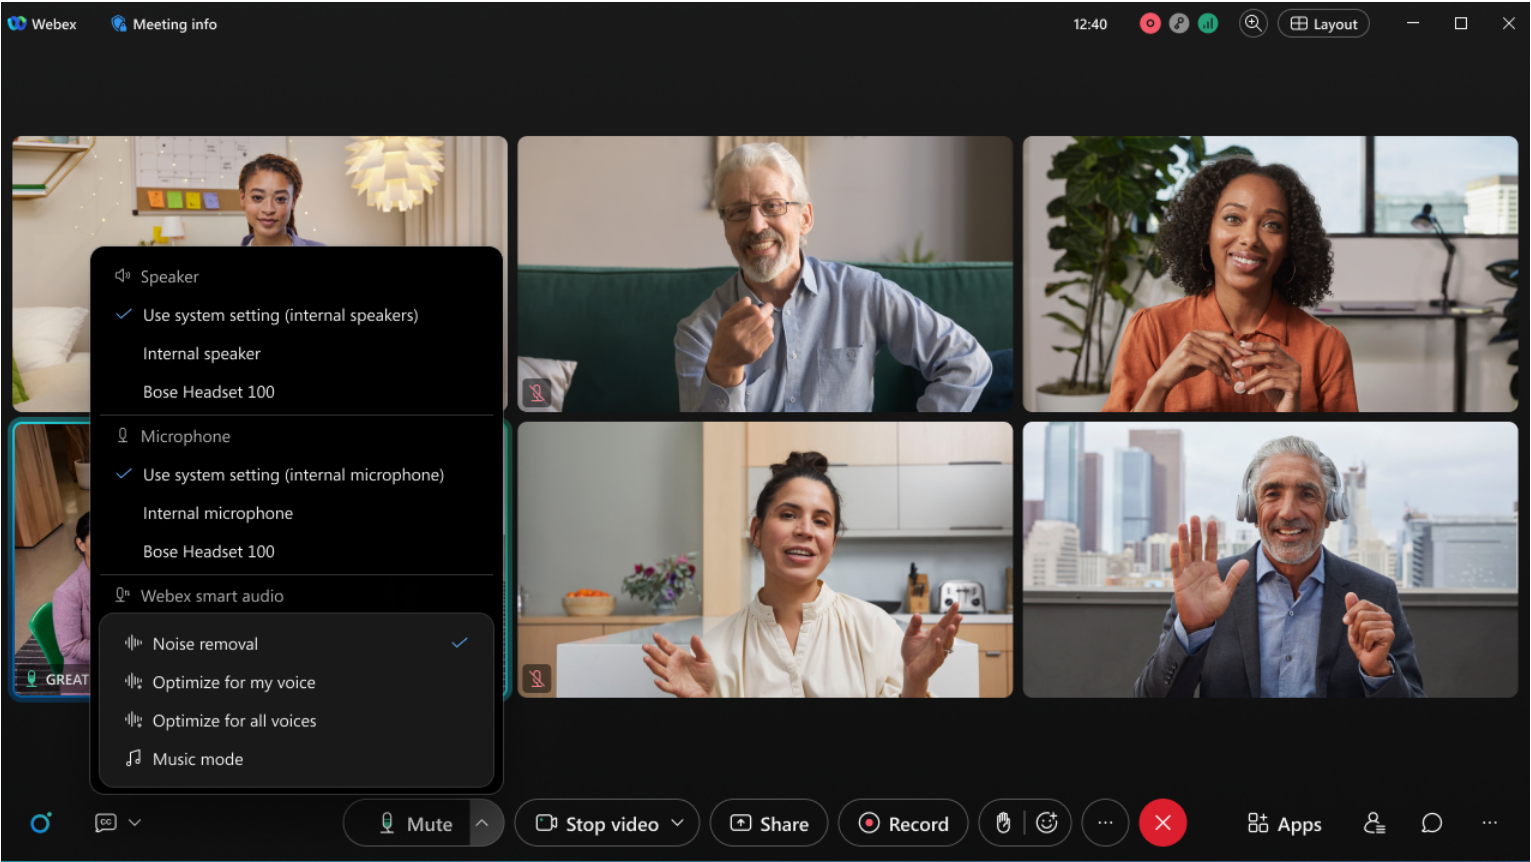 Webex
Meeting info
12:40
Layout
Speaker
Use system setting (internal speakers)
Internal speaker
Bose Headset 100
Microphone
Use system setting (internal microphone)
Internal microphone
Bose Headset 100
Webex smart audio
Noise removal
Optimize for my voice
Optimize for all voices
Music mode
GREAT
CC
Mute
Stop video
Share
Record
Apps